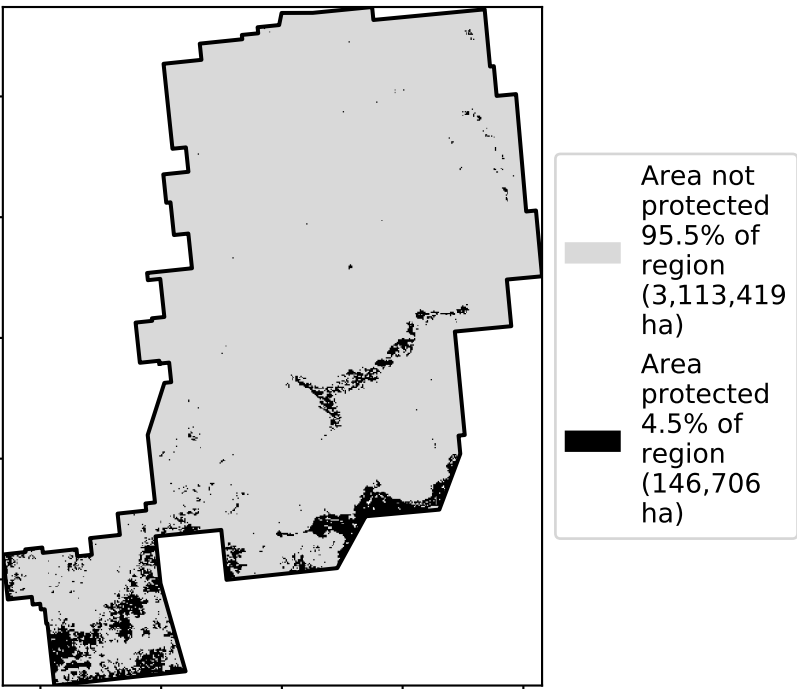 Area not
protected
95.5% of
region
(3,113,419
ha)
Area
protected
4.5% of
region
(146,706
ha)